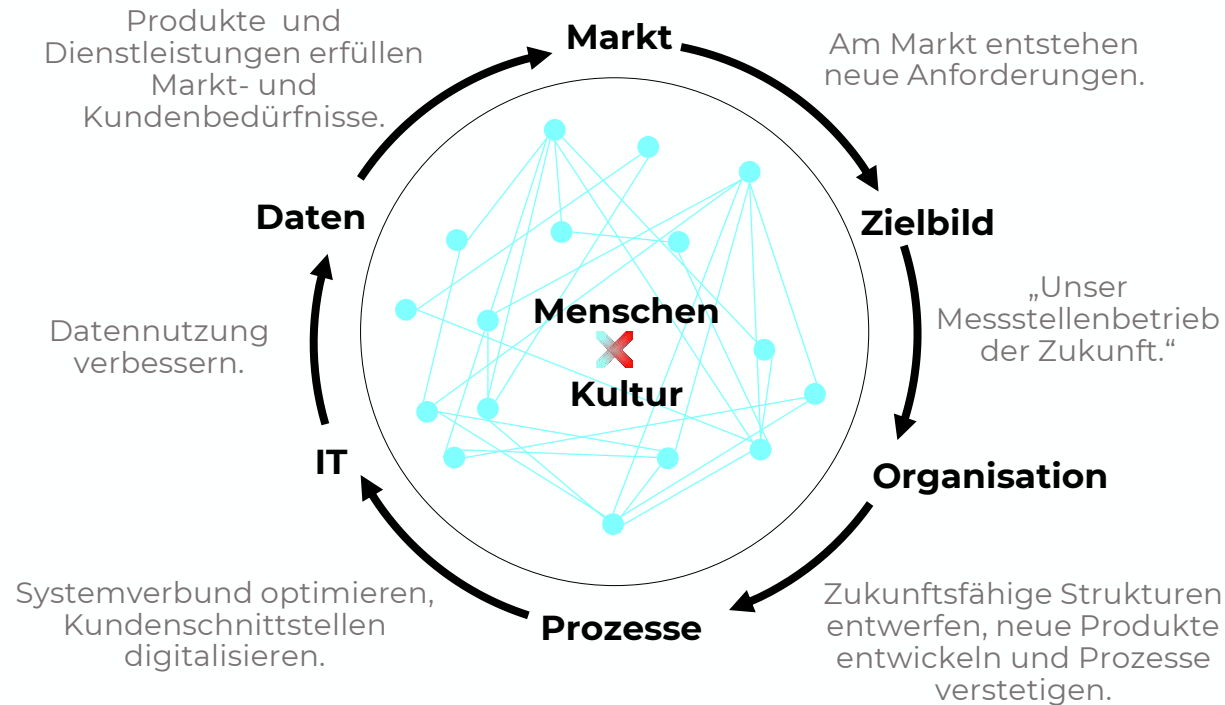 Markt
Am Markt entstehen
neue Anforderungen.
Zielbild
„Unser
Messstellenbetrieb
der Zukunft.“
Organisation
Zukunftsfähige Strukturen
entwerfen, neue Produkte
entwickeln und Prozesse
verstetigen.
Prozesse
Systemverbund optimieren,
Kundenschnittstellen
digitalisieren.
IT
Datennutzung
verbessern.
Daten
Produkte und
Dienstleistungen erfüllen
Markt- und
Kundenbedürfnisse.
Menschen
Kultur